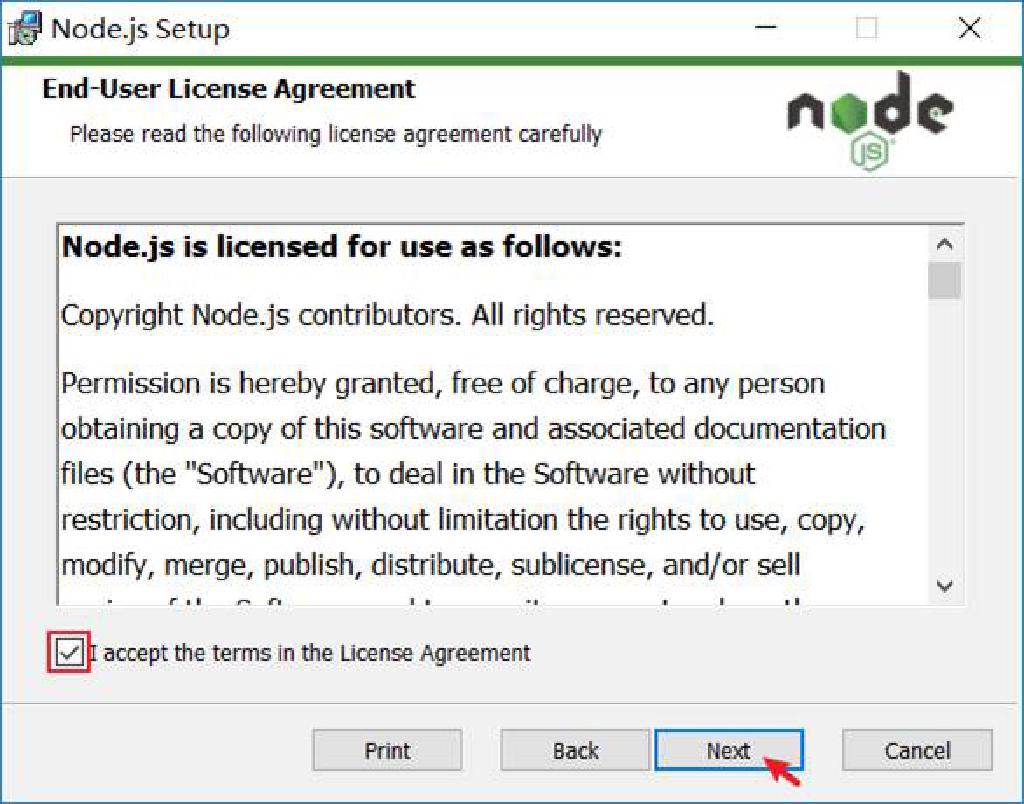 Node.js Setup
End-User License Agreement
Please read the following license agreement carefully
node
JS
Node.js is licensed for use as follows:
Copyright Node.js contributors. All rights reserved.
Permission is hereby granted, free of charge, to any person
obtaining a copy of this software and associated documentation
files (the "Software"), to deal in the Software without
restriction, including without limitation the rights to use, copy,
modify, merge, publish, distribute, sublicense, and/or sell
I accept the terms in the License Agreement
Print
Back
Next
Cancel